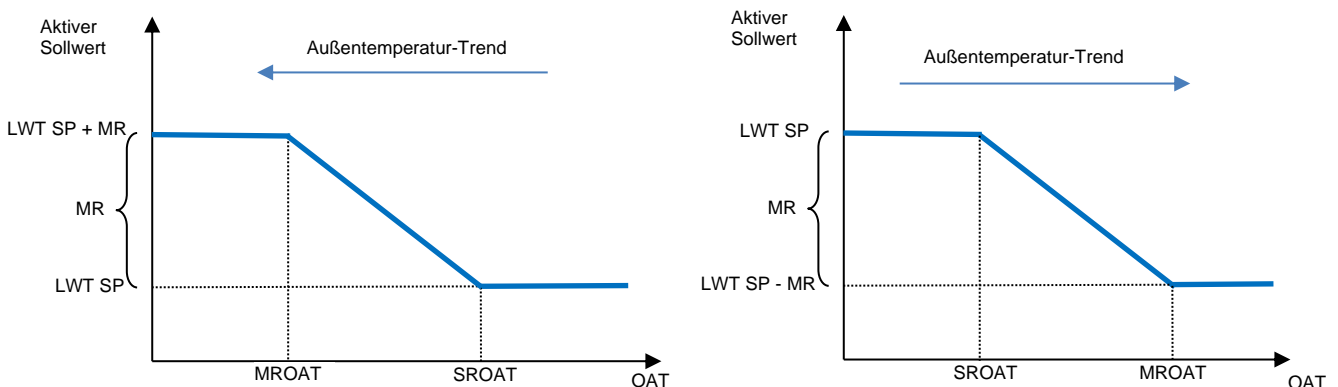 Aktiver
Sollwert
Außentemperatur-Trend
LWT SP + MR
MR
LWT SP
MROAT
SROAT
OAT
Aktiver
Sollwert
Außentemperatur-Trend
LWT SP
MR
LWT SP - MR
SROAT
MROAT
OAT